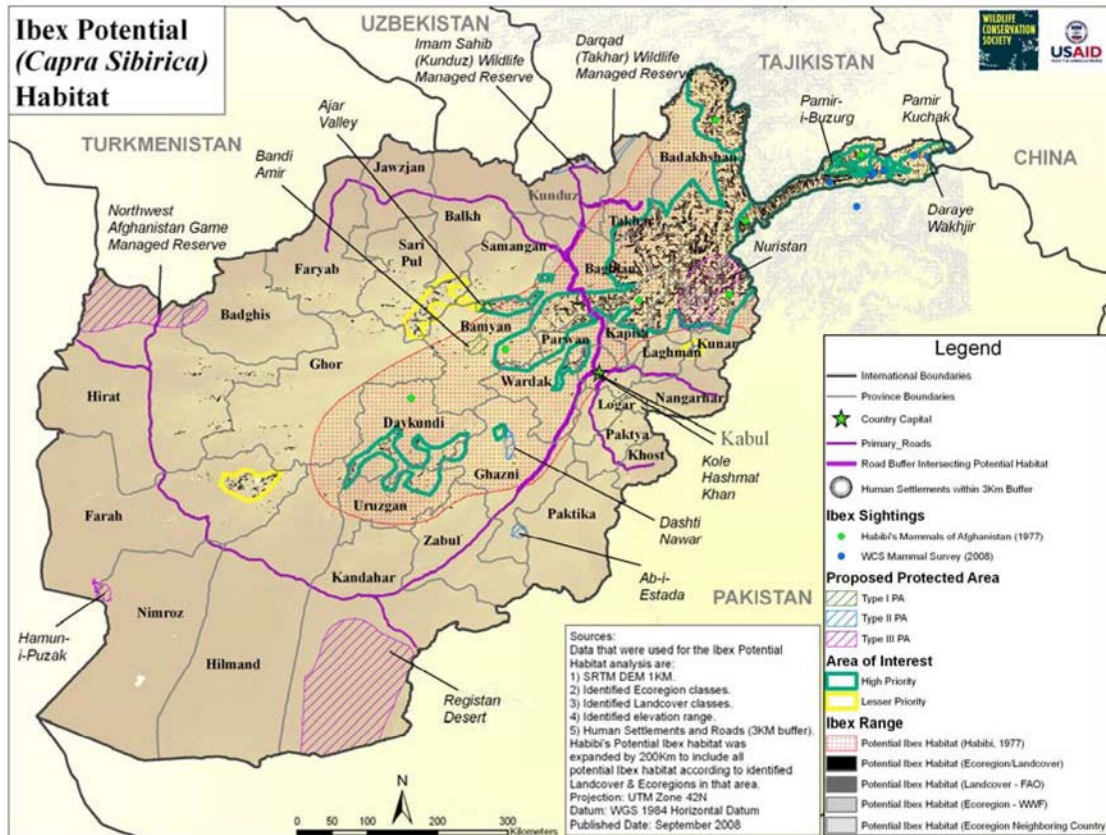 Ibex Potential
(Capra Sibirica)
Habitat
UZBEKISTAN
Imam Sahib
(Kunduz) Wildlife
Managed Reserve
Darqad
(Takhar) Wildlife
Managed Reserve
WILDLIFE
CONSERVATION
SOCIETY
USAID
FROM THE AMERICAN PEOPLE
TAJIKISTAN
Ajar
Valley
Pamir-
i-Buzurg
Pamir
Kuchak
TURKMENISTAN
Bandi
Amir
CHINA
Northwest
Afghanistan Game
Managed Reserve
Daraye
Wakhjir
Nuristan
Jawzjan
Balkh
Kunduz
Badakhshan
Takhar
Faryab
Sari
Pul
Samangan
Baghlan
Badghis
Bamyan
Parwan
Kapisa
Kunar
Laghman
Ghor
Wardak
Nangarhar
Hirat
Logar
Daykundi
Paktya
Khost
Kabul
Ghazni
Kole
Hashmat
Khan
Uruzgan
Farah
Paktika
Dashti
Nawar
Zabul
Kandahar
Ab-i-
Estada
PAKISTAN
Nimroz
Hamun-
i-Puzak
Hilmand
Registan
Desert
Legend
International Boundaries
Province Boundaries
Country Capital
Primary_Roads
Road Buffer Intersecting Potential Habitat
Human Settlements within 3Km Buffer
Ibex Sightings
Habibi's Mammals of Afghanistan (1977)
WCS Mammal Survey (2008)
Proposed Protected Area
Type I PA
Type II PA
Type III PA
Area of Interest
High Priority
Lesser Priority
Ibex Range
Potential Ibex Habitat (Habibi, 1977)
Potential Ibex Habitat (Ecoregion/Landcover)
Potential Ibex Habitat (Landcover - FAO)
Potential Ibex Habitat (Ecoregion - WWF)
Potential Ibex Habitat (Ecoregion Neighboring Country
Sources:
Data that were used for the Ibex Potential
Habitat analysis are:
1) SRTM DEM 1KM.
2) Identified Ecoregion classes.
3) Identified Landcover classes.
4) Identified elevation range.
5) Human Settlements and Roads (3KM buffer).
Habibi's Potential Ibex habitat was
expanded by 200Km to include all
potential Ibex habitat according to identified
Landcover & Ecoregions in that area.
Projection: UTM Zone 42N
Datum: WGS 1984 Horizontal Datum
Published Date: September 2008
N
0 50 100 200 300
Kilometers